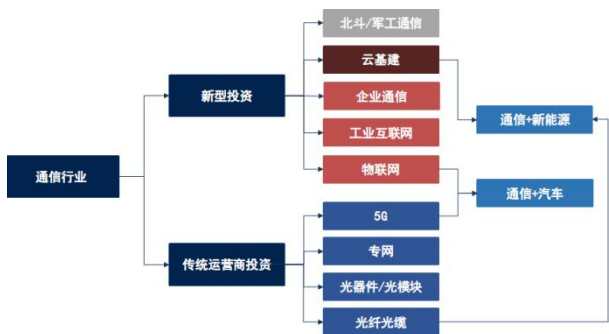 北斗/军工通信
云基建
新型投资
企业通信
通信+新能源
工业互联网
物联网
通信行业
通信+汽车
5G
专网
传统运营商投资
光器件/光模块
光纤光缆